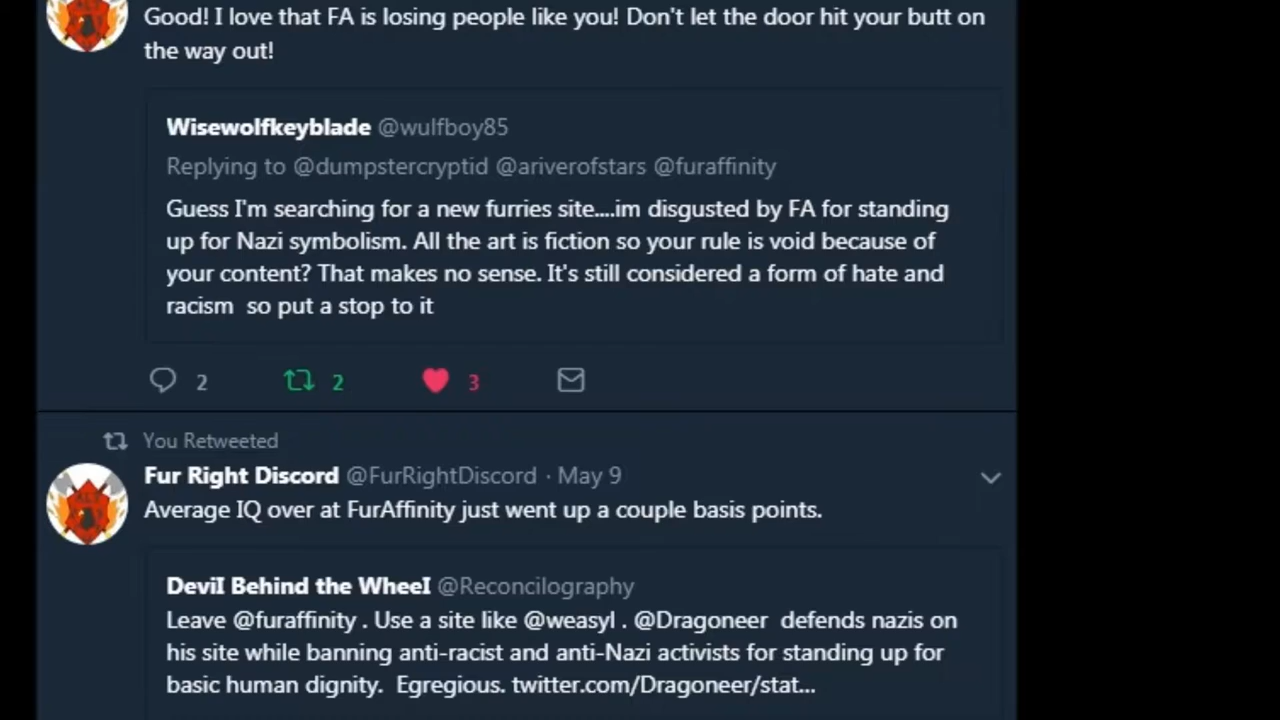 Good! I love that FA is losing people like you! Don't let the door hit your butt on
the way out!
Wisewolfkeyblade @wulfboy85
Replying to @dumpstercryptid @ariverofstars @furaffinity
Guess I'm searching for a new furries site....im disgusted by FA for standing
up for Nazi symbolism. All the art is fiction so your rule is void because of
your content? That makes no sense. It's still considered a form of hate and
racism  so put a stop to it
2 2 3
You Retweeted
Fur Right Discord @FurRightDiscord · May 9
Average IQ over at FurAffinity just went up a couple basis points.
DeviI Behind the WheeI @Reconcilography
Leave @furaffinity . Use a site like @weasyl . @Dragoneer  defends nazis on
his site while banning anti-racist and anti-Nazi activists for standing up for
basic human dignity.  Egregious. twitter.com/Dragoneer/stat...